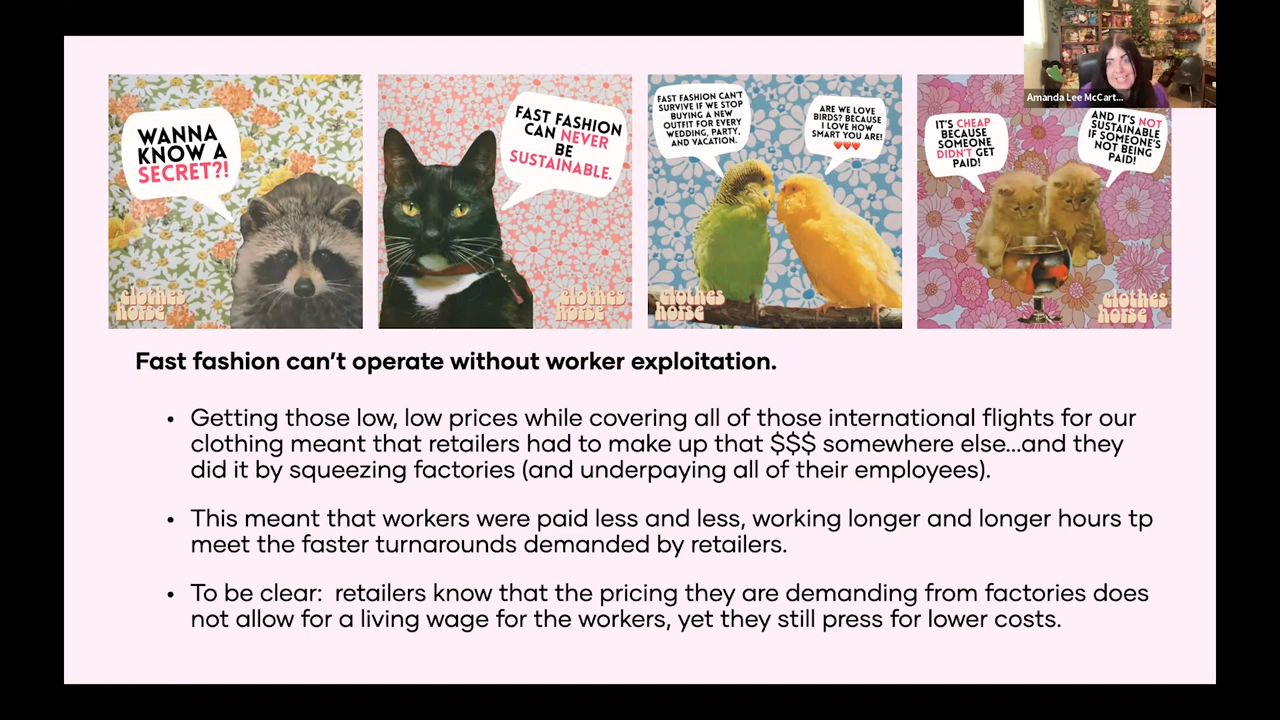 WANNA
KNOW A
SECRET?!
clothes
horse
FAST FASHION
CAN NEVER
BE
SUSTAINABLE.
clothes
horse
FAST FASHION CAN'T
SURVIVE IF WE STOP
BUYING A NEW
OUTFIT FOR EVERY
WEDDING, PARTY,
AND VACATION.
ARE WE LOVE
BIRDS? BECAUSE
I LOVE HOW
SMART YOU ARE!
clothes
horse
IT'S CHEAP
BECAUSE
SOMEONE
DIDN'T GET
PAID!
AND IT'S NOT
SUSTAINABLE
IF SOMEONE'S
NOT BEING
PAID!
clothes
horse
Amanda Lee McCart...
Fast fashion can't operate without worker exploitation.
• Getting those low, low prices while covering all of those international flights for our
clothing meant that retailers had to make up that $$$ somewhere else...and they
did it by squeezing factories (and underpaying all of their employees).
• This meant that workers were paid less and less, working longer and longer hours tp
meet the faster turnarounds demanded by retailers.
• To be clear:  retailers know that the pricing they are demanding from factories does
not allow for a living wage for the workers, yet they still press for lower costs.